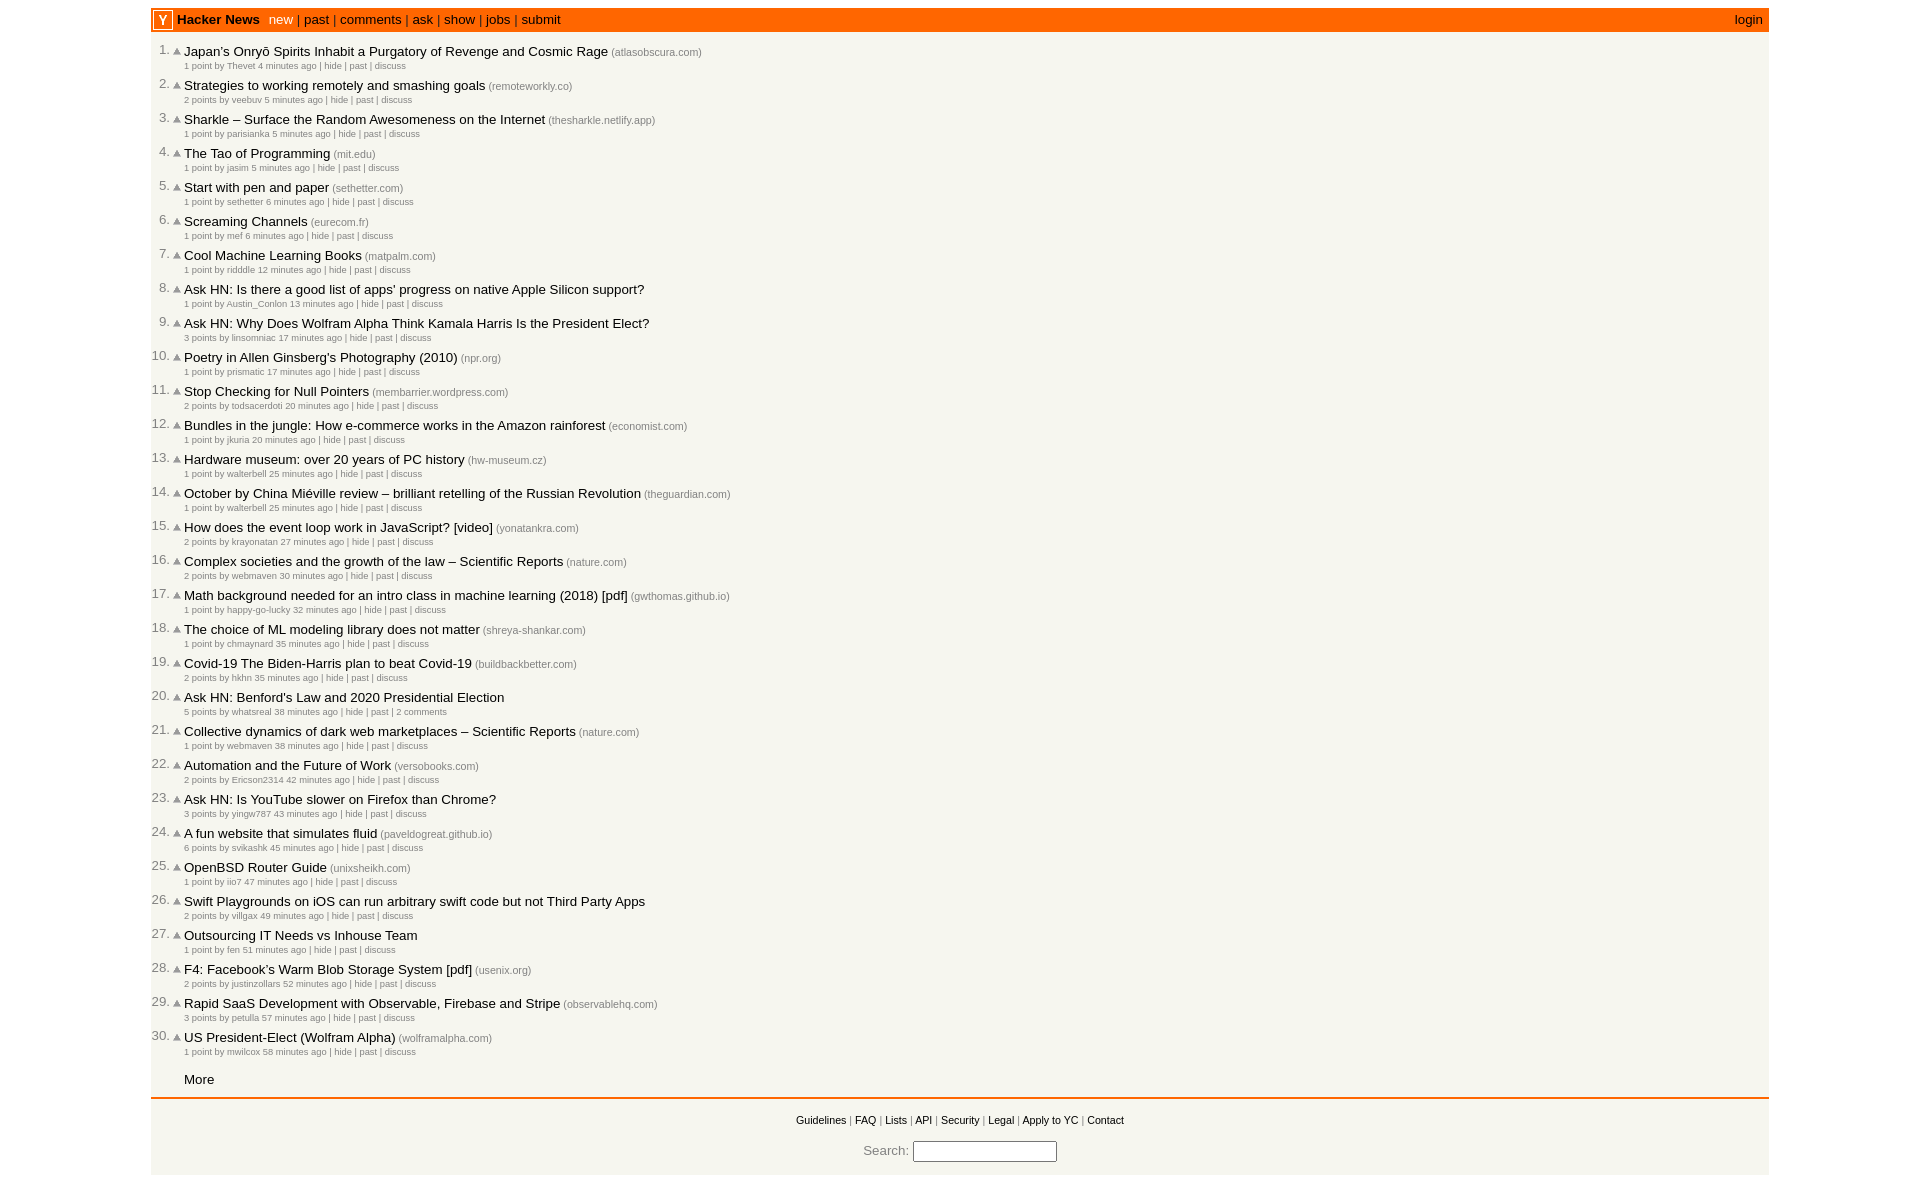 Y Hacker News new | past | comments | ask | show | jobs | submit login
1. Japan’s Onryō Spirits Inhabit a Purgatory of Revenge and Cosmic Rage (atlasobscura.com)
1 point by Thevet 4 minutes ago | hide | past | discuss
2. Strategies to working remotely and smashing goals (remoteworkly.co)
2 points by veebuv 5 minutes ago | hide | past | discuss
3. Sharkle – Surface the Random Awesomeness on the Internet (thesharkle.netlify.app)
1 point by parisianka 5 minutes ago | hide | past | discuss
4. The Tao of Programming (mit.edu)
1 point by jasim 5 minutes ago | hide | past | discuss
5. Start with pen and paper (sethetter.com)
1 point by sethetter 6 minutes ago | hide | past | discuss
6. Screaming Channels (eurecom.fr)
1 point by mef 6 minutes ago | hide | past | discuss
7. Cool Machine Learning Books (matpalm.com)
1 point by ridddle 12 minutes ago | hide | past | discuss
8. Ask HN: Is there a good list of apps' progress on native Apple Silicon support?
1 point by Austin_Conlon 13 minutes ago | hide | past | discuss
9. Ask HN: Why Does Wolfram Alpha Think Kamala Harris Is the President Elect?
3 points by linsomniac 17 minutes ago | hide | past | discuss
10. Poetry in Allen Ginsberg's Photography (2010) (npr.org)
1 point by prismatic 17 minutes ago | hide | past | discuss
11. Stop Checking for Null Pointers (membarrier.wordpress.com)
2 points by todsacerdoti 20 minutes ago | hide | past | discuss
12. Bundles in the jungle: How e-commerce works in the Amazon rainforest (economist.com)
1 point by jkuria 20 minutes ago | hide | past | discuss
13. Hardware museum: over 20 years of PC history (hw-museum.cz)
1 point by walterbell 25 minutes ago | hide | past | discuss
14. October by China Miéville review – brilliant retelling of the Russian Revolution (theguardian.com)
1 point by walterbell 25 minutes ago | hide | past | discuss
15. How does the event loop work in JavaScript? [video] (yonatankra.com)
2 points by krayonatan 27 minutes ago | hide | past | discuss
16. Complex societies and the growth of the law – Scientific Reports (nature.com)
2 points by webmaven 30 minutes ago | hide | past | discuss
17. Math background needed for an intro class in machine learning (2018) [pdf] (gwthomas.github.io)
1 point by happy-go-lucky 32 minutes ago | hide | past | discuss
18. The choice of ML modeling library does not matter (shreya-shankar.com)
1 point by chmaynard 35 minutes ago | hide | past | discuss
19. Covid-19 The Biden-Harris plan to beat Covid-19 (buildbackbetter.com)
2 points by hkhn 35 minutes ago | hide | past | discuss
20. Ask HN: Benford's Law and 2020 Presidential Election
5 points by whatsreal 38 minutes ago | hide | past | 2 comments
21. Collective dynamics of dark web marketplaces – Scientific Reports (nature.com)
1 point by webmaven 38 minutes ago | hide | past | discuss
22. Automation and the Future of Work (versobooks.com)
2 points by Ericson2314 42 minutes ago | hide | past | discuss
23. Ask HN: Is YouTube slower on Firefox than Chrome?
3 points by yingw787 43 minutes ago | hide | past | discuss
24. A fun website that simulates fluid (paveldogreat.github.io)
6 points by svikashk 45 minutes ago | hide | past | discuss
25. OpenBSD Router Guide (unixsheikh.com)
1 point by iio7 47 minutes ago | hide | past | discuss
26. Swift Playgrounds on iOS can run arbitrary swift code but not Third Party Apps
2 points by villgax 49 minutes ago | hide | past | discuss
27. Outsourcing IT Needs vs Inhouse Team
1 point by fen 51 minutes ago | hide | past | discuss
28. F4: Facebook’s Warm Blob Storage System [pdf] (usenix.org)
2 points by justinzollars 52 minutes ago | hide | past | discuss
29. Rapid SaaS Development with Observable, Firebase and Stripe (observablehq.com)
3 points by petulla 57 minutes ago | hide | past | discuss
30. US President-Elect (Wolfram Alpha) (wolframalpha.com)
1 point by mwilcox 58 minutes ago | hide | past | discuss
More
Guidelines | FAQ | Lists | API | Security | Legal | Apply to YC | Contact
Search: